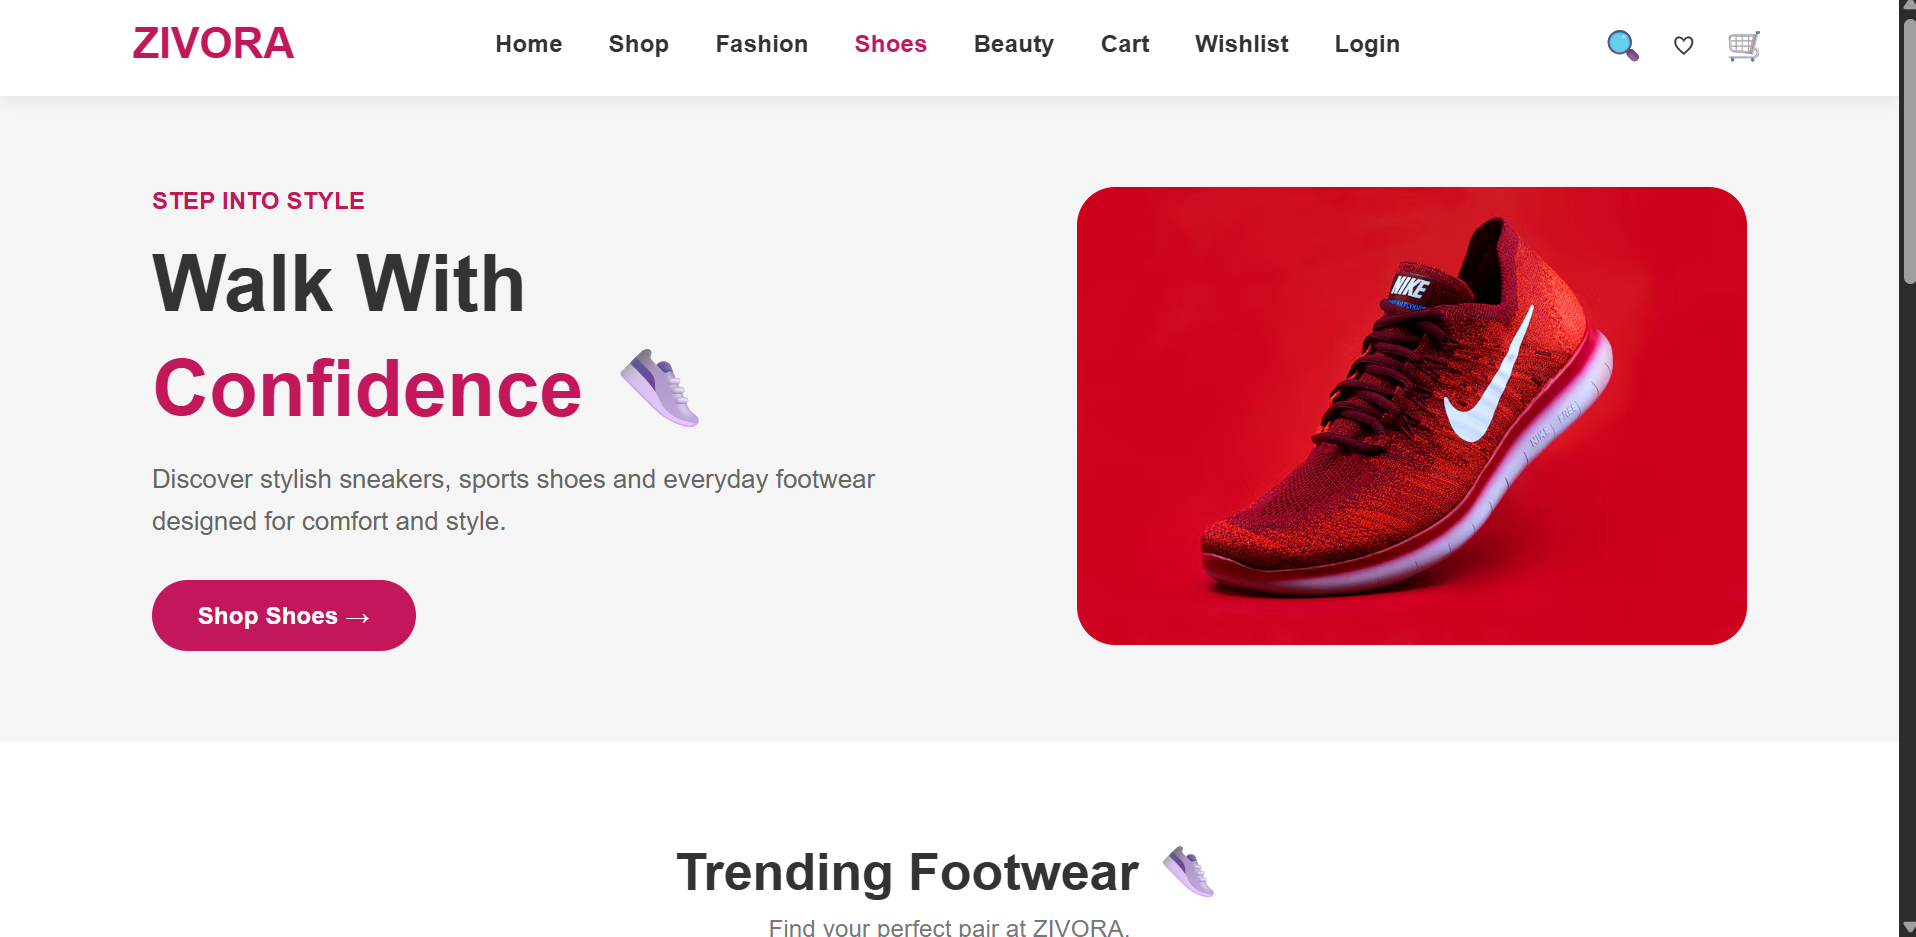 ZIVORA
Home Shop Fashion Shoes Beauty Cart Wishlist Login
STEP INTO STYLE
Walk With
Confidence
Discover stylish sneakers, sports shoes and everyday footwear
designed for comfort and style.
Shop Shoes →
NIKE
NIKE FREE
Trending Footwear
Find your perfect pair at ZIVORA.